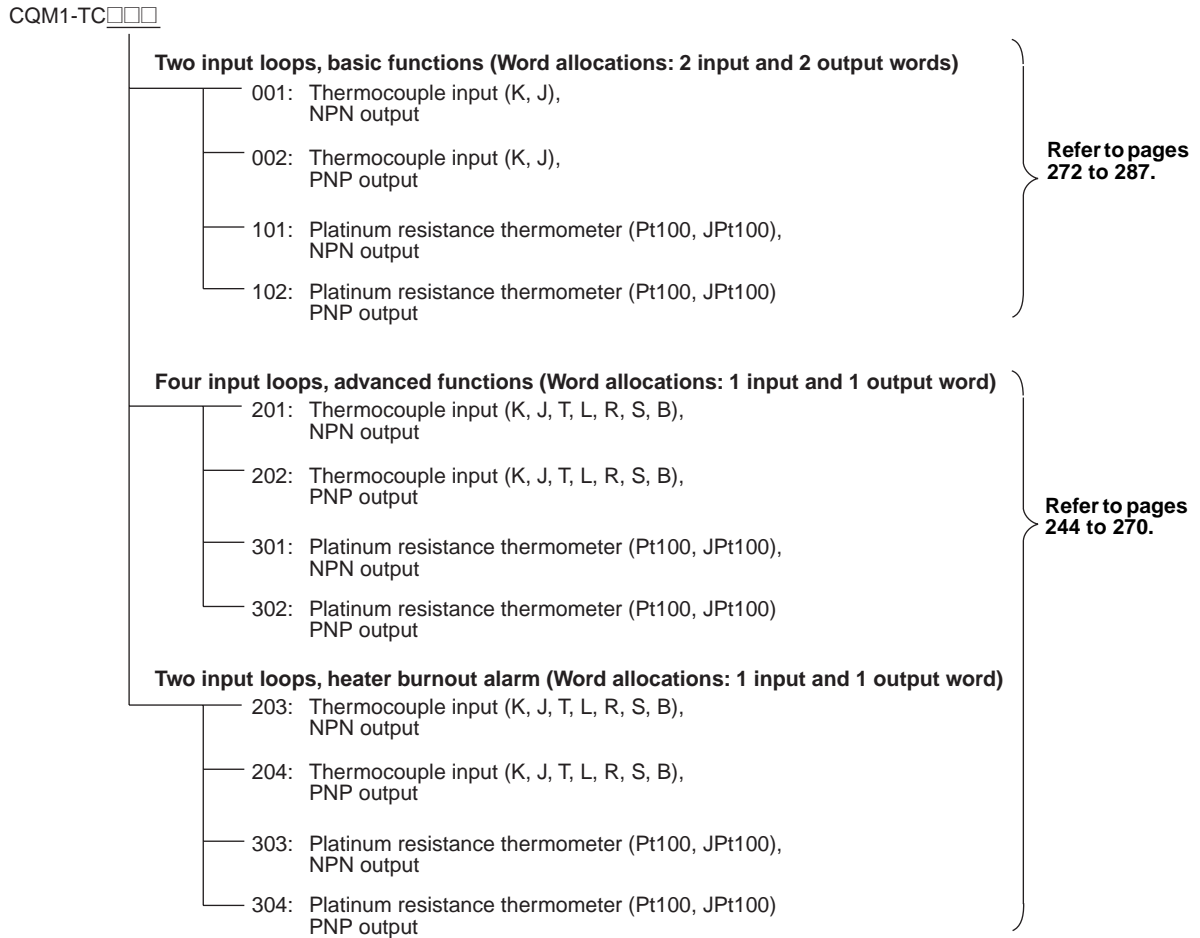 CQM1-TC□□□
Two input loops, basic functions (Word allocations: 2 input and 2 output words)
001: Thermocouple input (K, J),
NPN output
002: Thermocouple input (K, J),
PNP output
101: Platinum resistance thermometer (Pt100, JPt100),
NPN output
102: Platinum resistance thermometer (Pt100, JPt100)
PNP output
Refer to pages
272 to 287.
Four input loops, advanced functions (Word allocations: 1 input and 1 output word)
201: Thermocouple input (K, J, T, L, R, S, B),
NPN output
202: Thermocouple input (K, J, T, L, R, S, B),
PNP output
301: Platinum resistance thermometer (Pt100, JPt100),
NPN output
302: Platinum resistance thermometer (Pt100, JPt100)
PNP output
Refer to pages
244 to 270.
Two input loops, heater burnout alarm (Word allocations: 1 input and 1 output word)
203: Thermocouple input (K, J, T, L, R, S, B),
NPN output
204: Thermocouple input (K, J, T, L, R, S, B),
PNP output
303: Platinum resistance thermometer (Pt100, JPt100),
NPN output
304: Platinum resistance thermometer (Pt100, JPt100)
PNP output